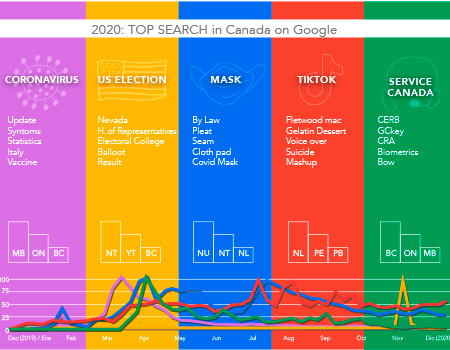 2020: TOP SEARCH in Canada on Google
CORONAVIRUS
Update
Syntoms
Statistics
Italy
Vaccine
US ELECTION
Nevada
H. of Representatives
Electoral College
Balloot
Result
MASK
By Law
Pleat
Seam
Cloth pad
Covid Mask
TIKTOK
Fletwood mac
Gelatin Dessert
Voice over
Suicide
Mashup
SERVICE
CANADA
CERB
GCkey
CRA
Biometrics
Bow
MB ON BC
NT YT BC
NU NT NL
NL PE PB
BC ON MB
100
75
50
25
0
Dec (2019) / Ene Feb Mar Apr May Jun Jul Aug Sep Oct Nov Dic (2020